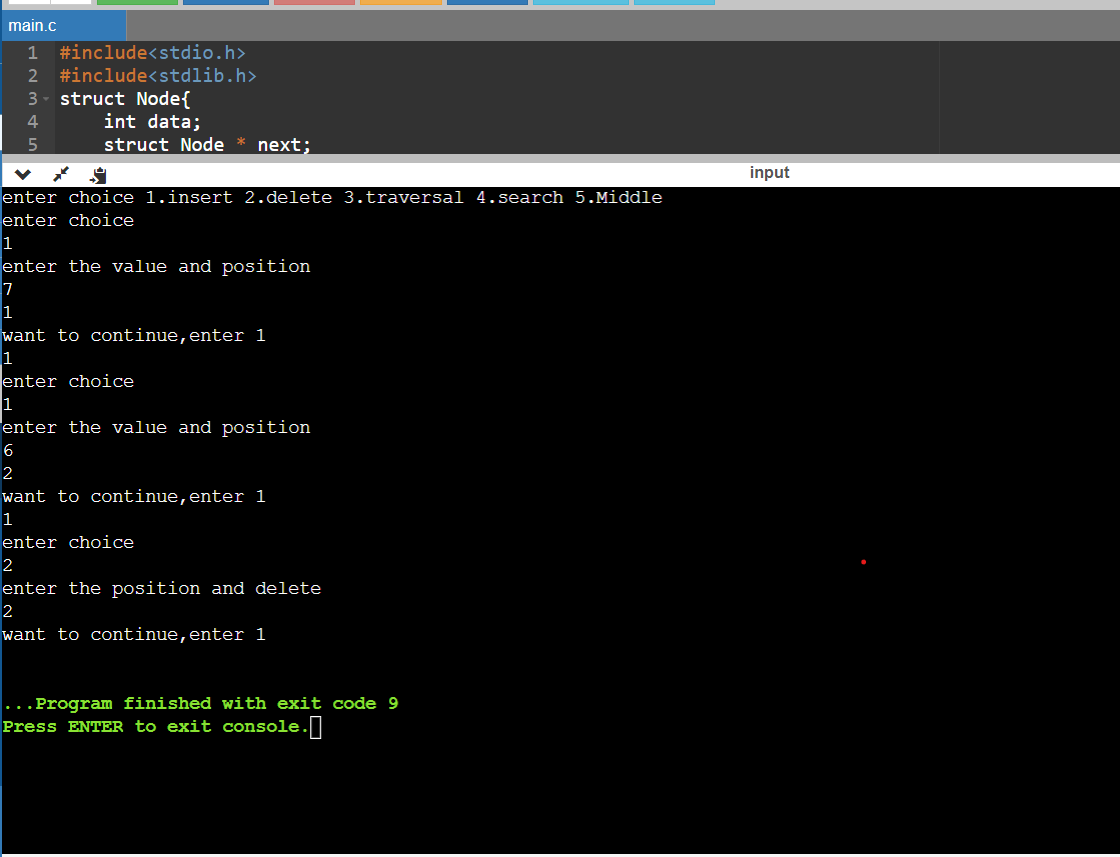 main.c
1 #include<stdio.h>
2 #include<stdlib.h>
3 struct Node{
4 int data;
5 struct Node * next;
input
enter choice 1.insert 2.delete 3.traversal 4.search 5.Middle
enter choice
1
enter the value and position
7
1
want to continue,enter 1
1
enter choice
1
enter the value and position
6
2
want to continue,enter 1
1
enter choice
2
enter the position and delete
2
want to continue,enter 1
...Program finished with exit code 9
Press ENTER to exit console.